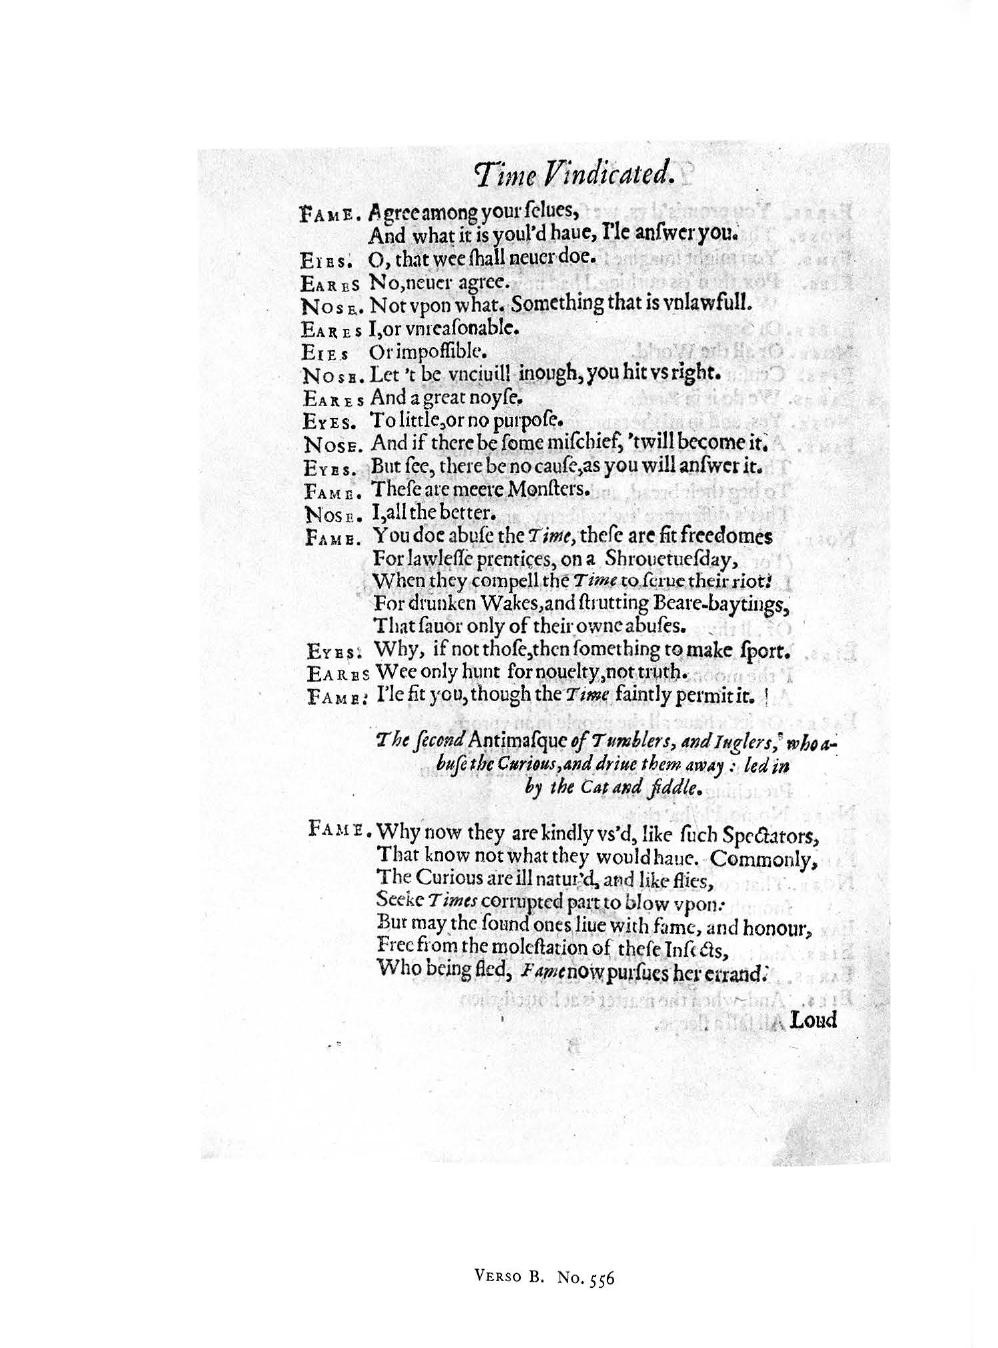 Time Vindicated.
FAME. Agree among your ſelues,
And what it is youl'd haue, I'le anſwer you.
EIES. O, that wee ſhall neuer doe.
EARES No, neuer agree.
NOSE. Not vpon what. Something that is vnlawfull.
EARES I, or vnreaſonable.
EIES Or impoſſible.
NOSE. Let 't be vnciuill inough, you hit vs right.
EARES And a great noyſe.
EYES. To little, or no purpoſe.
NOSE. And if there be ſome miſchief, 'twill become it.
EYES. But ſee, there be no cauſe, as you will anſwer it.
FAME. Theſe are meere Monſters.
NOSE. I, all the better.
FAME. You doe abuſe the Time, theſe are fit freedomes
For lawleſſe prentices, on a Shrouetueſday,
When they compell the Time to ſerue their riot:
For drunken Wakes, and ſtrutting Beare-baytings,
That ſauor only of their owne abuſes.
EYES: Why, if not thoſe, then ſomething to make ſport.
EARES Wee only hunt for nouelty, not truth.
FAME: I'le fit you, though the Time faintly permit it.
The ſecond Antimaſque of Tumblers, and Iuglers, who a-
buſe the Curious, and driue them away : led in
by the Cat and fiddle.
FAME. Why now they are kindly vs'd, like ſuch Spectators,
That know not what they would haue. Commonly,
The Curious are ill natur'd, and like flies,
Seeke Times corrupted part to blow vpon:
But may the ſound ones liue with fame, and honour,
Free from the moleſtation of theſe Inſects,
Who being fled, Fame now purſues her errand.
Loud
VERSO B. No. 556